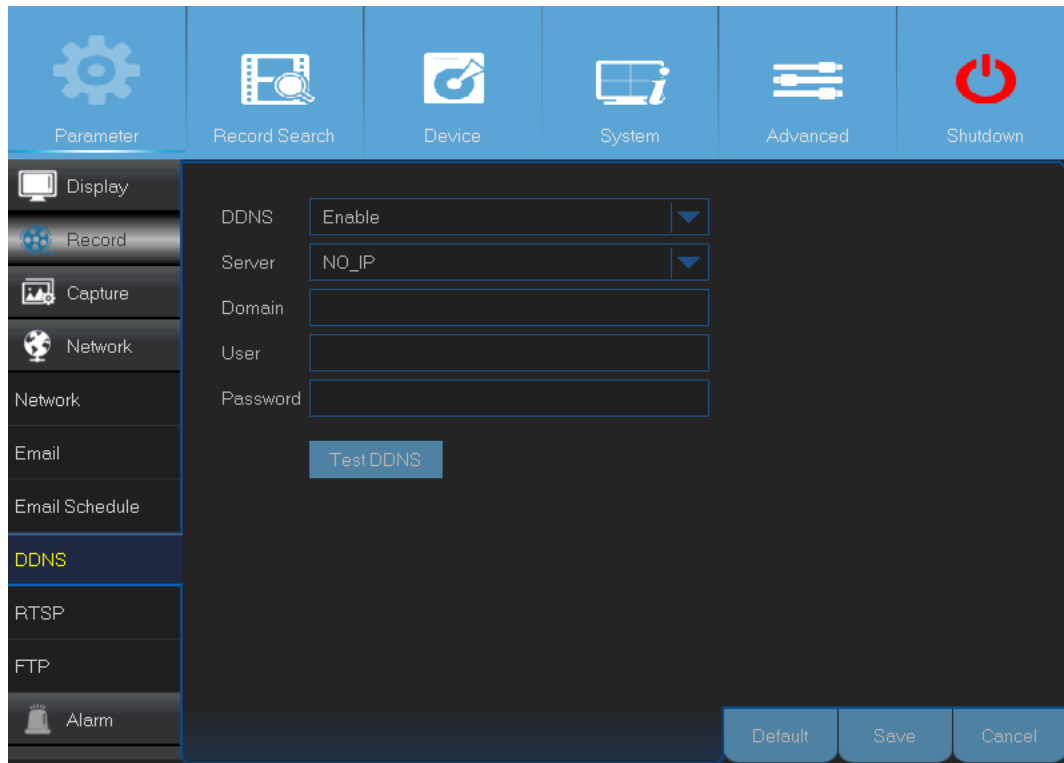 Parameter
Record Search
Device
System
Advanced
Shutdown
Display
Record
Capture
Network
Network
Email
Email Schedule
DDNS
RTSP
FTP
Alarm
DDNS Enable
Server NO_IP
Domain
User
Password
Test DDNS
Default
Save
Cancel